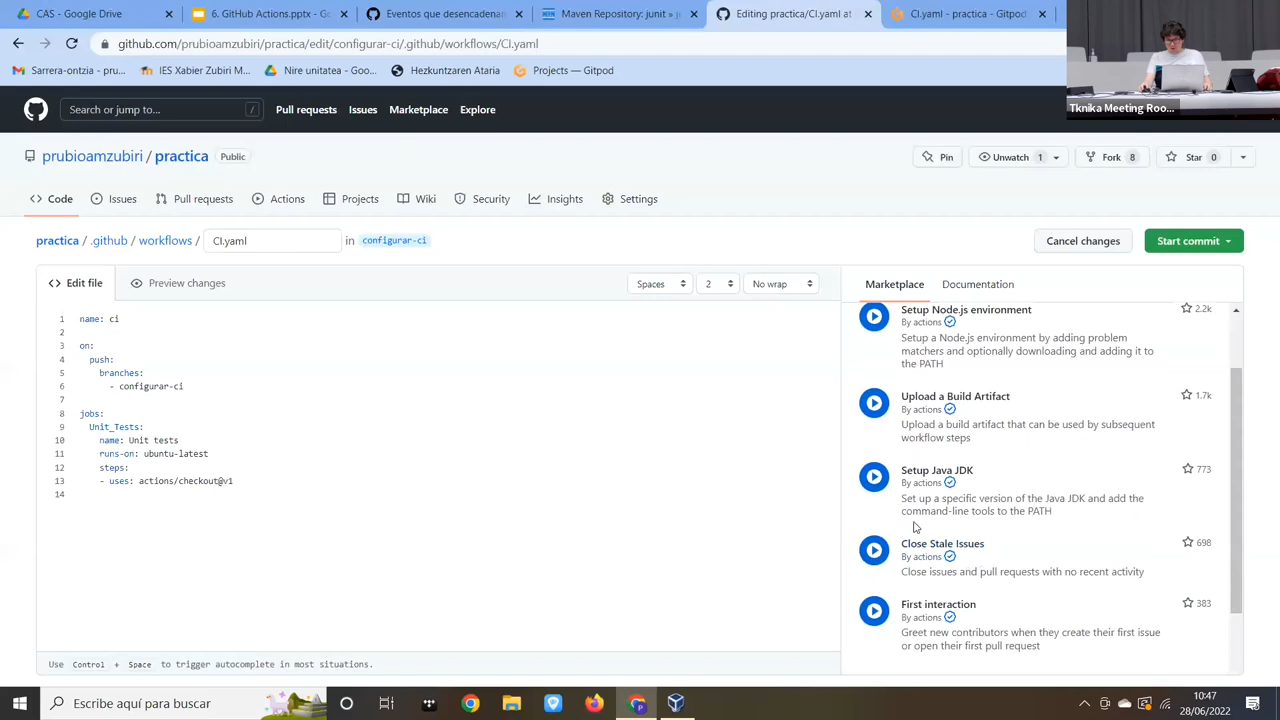 CAS - Google Drive
GitHub Actions.pptx - Google
Eventos que desencadena
Maven Repository: junit » ju
Editing practica/CI.yaml at
CI.yaml - practica - Gitpod
github.com/prubioamzubiri/practica/edit/configurar-ci/.github/workflows/CI.yaml
Sarrera-ontzia - pru...
IES Xabier Zubiri M...
Nire unitatea - Goo...
Hezkuntzaren Ataria
Projects — Gitpod
Tknika Meeting Roo...
Search or jump to...
/
Pull requests
Issues
Marketplace
Explore
prubioamzubiri / practica
Public
Pin
Unwatch 1
Fork 8
Star 0
Code
Issues
Pull requests
Actions
Projects
Wiki
Security
Insights
Settings
practica / .github / workflows / CI.yaml in configurar-ci
Cancel changes
Start commit
Edit file
Preview changes
Spaces
2
No wrap
Marketplace
Documentation
1 name: ci
2
3 on:
4 push:
5 branches:
6 - configurar-ci
7
8 jobs:
9 Unit_Tests:
10 name: Unit tests
11 runs-on: ubuntu-latest
12 steps:
13 - uses: actions/checkout@v1
14
Setup Node.js environment 2.2k
By actions
Setup a Node.js environment by adding problem
matchers and optionally downloading and adding it to
the PATH
Upload a Build Artifact 1.7k
By actions
Upload a build artifact that can be used by subsequent
workflow steps
Setup Java JDK 773
By actions
Set up a specific version of the Java JDK and add the
command-line tools to the PATH
Close Stale Issues 698
By actions
Close issues and pull requests with no recent activity
First interaction 383
By actions
Greet new contributors when they create their first issue
or open their first pull request
Use Control + Space to trigger autocomplete in most situations.
Escribe aquí para buscar
10:47
28/06/2022